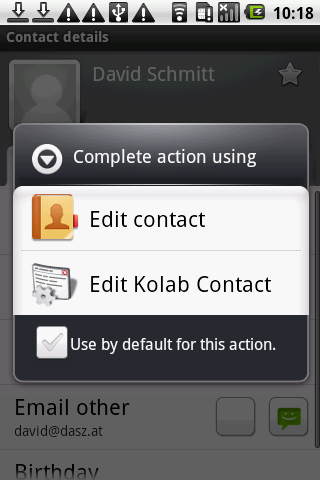 10:18
Contact details
David Schmitt
Complete action using
Edit contact
Edit Kolab Contact
Use by default for this action.
Email other
david@dasz.at
Birthday